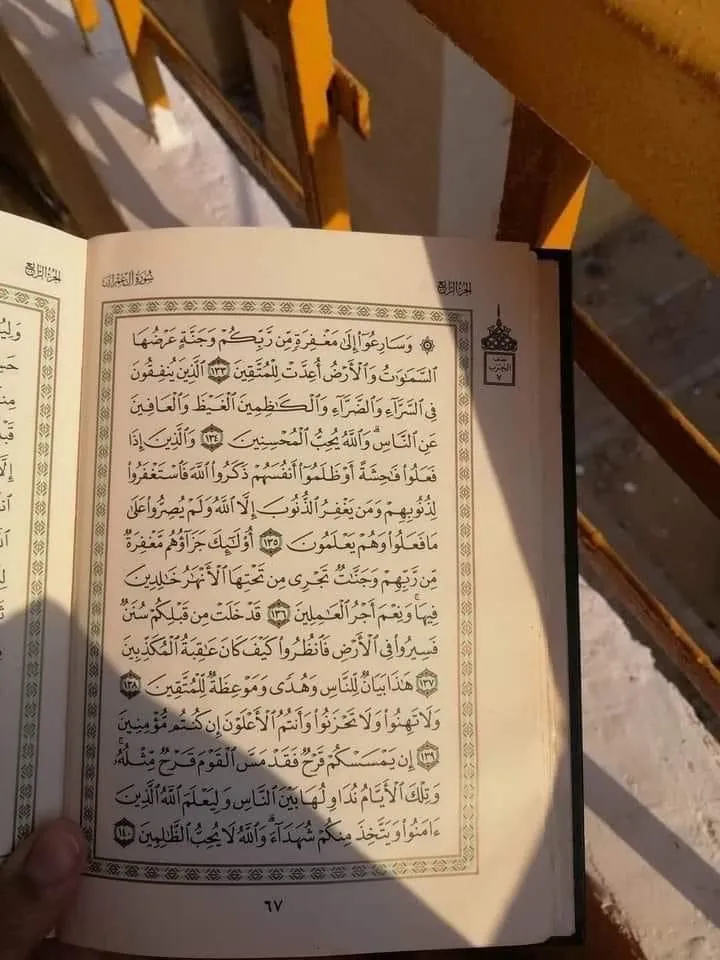 الجزء الرابع
سورة آل عمران
الجزء الرابع
۞ وَسَارِعُوٓا۟ إِلَىٰ مَغْفِرَةٍ مِّن رَّبِّكُمْ وَجَنَّةٍ عَرْضُهَا
ٱلسَّمَٰوَٰتُ وَٱلْأَرْضُ أُعِدَّتْ لِلْمُتَّقِينَ ١٣٣ ٱلَّذِينَ يُنفِقُونَ
فِى ٱلسَّرَّآءِ وَٱلضَّرَّآءِ وَٱلْكَٰظِمِينَ ٱلْغَيْظَ وَٱلْعَافِينَ
عَنِ ٱلنَّاسِ ۗ وَٱللَّهُ يُحِبُّ ٱلْمُحْسِنِينَ ١٣٤ وَٱلَّذِينَ إِذَا
فَعَلُوا۟ فَٰحِشَةً أَوْ ظَلَمُوٓا۟ أَنفُسَهُمْ ذَكَرُوا۟ ٱللَّهَ فَٱسْتَغْفَرُوا۟
لِذُنُوبِهِمْ وَمَن يَغْفِرُ ٱلذُّنُوبَ إِلَّا ٱللَّهُ وَلَمْ يُصِرُّوا۟ عَلَىٰ
مَا فَعَلُوا۟ وَهُمْ يَعْلَمُونَ ١٣٥ أُو۟لَٰٓئِكَ جَزَآؤُهُم مَّغْفِرَةٌ
مِّن رَّبِّهِمْ وَجَنَّٰتٌ تَجْرِى مِن تَحْتِهَا ٱلْأَنْهَٰرُ خَٰلِدِينَ
فِيهَا ۚ وَنِعْمَ أَجْرُ ٱلْعَٰمِلِينَ ١٣٦ قَدْ خَلَتْ مِن قَبْلِكُمْ سُنَنٌ
فَسِيرُوا۟ فِى ٱلْأَرْضِ فَٱنظُرُوا۟ كَيْفَ كَانَ عَٰقِبَةُ ٱلْمُكَذِّبِينَ
١٣٧ هَٰذَا بَيَانٌ لِّلنَّاسِ وَهُدًى وَمَوْعِظَةٌ لِّلْمُتَّقِينَ ١٣٨
وَلَا تَهِنُوا۟ وَلَا تَحْزَنُوا۟ وَأَنتُمُ ٱلْأَعْلَوْنَ إِن كُنتُم مُّؤْمِنِينَ
١٣٩ إِن يَمْسَسْكُمْ قَرْحٌ فَقَدْ مَسَّ ٱلْقَوْمَ قَرْحٌ مِّثْلُهُۥ ۚ
وَتِلْكَ ٱلْأَيَّامُ نُدَاوِلُهَا بَيْنَ ٱلنَّاسِ وَلِيَعْلَمَ ٱللَّهُ ٱلَّذِينَ
ءَامَنُوا۟ وَيَتَّخِذَ مِنكُمْ شُهَدَآءَ ۗ وَٱللَّهُ لَا يُحِبُّ ٱلظَّٰلِمِينَ ١٤٠
نصف
الحزب
٧
٦٧
الجزء الرابع